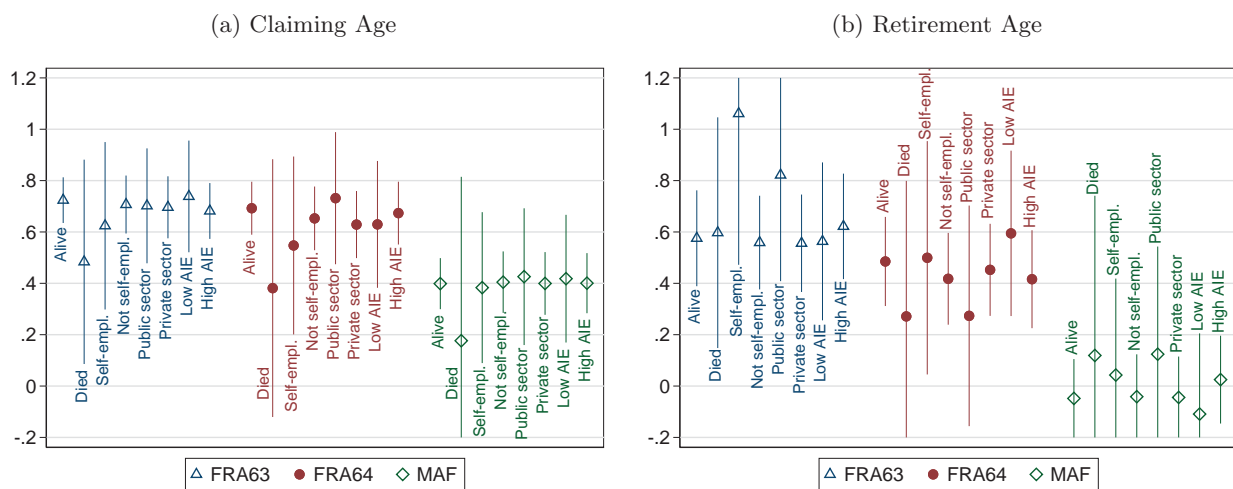 (a) Claiming Age
1.2
1
.8
.6
.4
.2
0
-.2
Alive
Died
Self-empl.
Not self-empl.
Public sector
Private sector
Low AIE
High AIE
Alive
Died
Self-empl.
Not self-empl.
Public sector
Private sector
Low AIE
High AIE
Alive
Died
Self-empl.
Not self-empl.
Public sector
Private sector
Low AIE
High AIE
FRA63 FRA64 MAF
(b) Retirement Age
1.2
1
.8
.6
.4
.2
0
-.2
Alive
Died
Self-empl.
Not self-empl.
Public sector
Private sector
Low AIE
High AIE
Alive
Died
Self-empl.
Not self-empl.
Public sector
Private sector
Low AIE
High AIE
Alive
Died
Self-empl.
Not self-empl.
Public sector
Private sector
Low AIE
High AIE
FRA63 FRA64 MAF